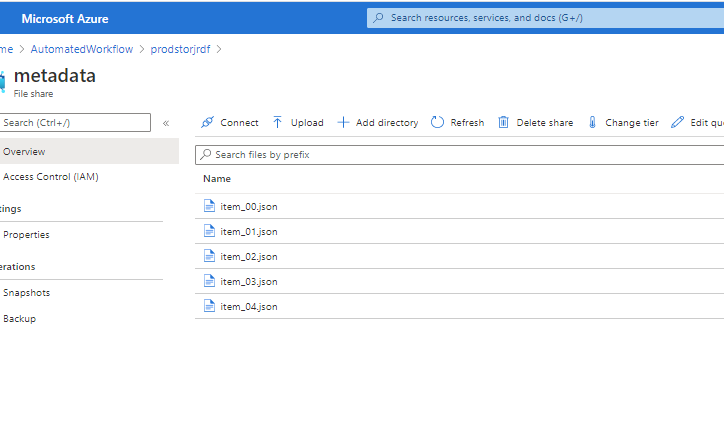 Microsoft Azure
Search resources, services, and docs (G+/)
me > AutomatedWorkflow > prodstorjrdf >
metadata
File share
Search (Ctrl+/)
«
Overview
Access Control (IAM)
ttings
Properties
erations
Snapshots
Backup
Connect Upload Add directory Refresh Delete share Change tier Edit quo
Search files by prefix
Name
item_00.json
item_01.json
item_02.json
item_03.json
item_04.json